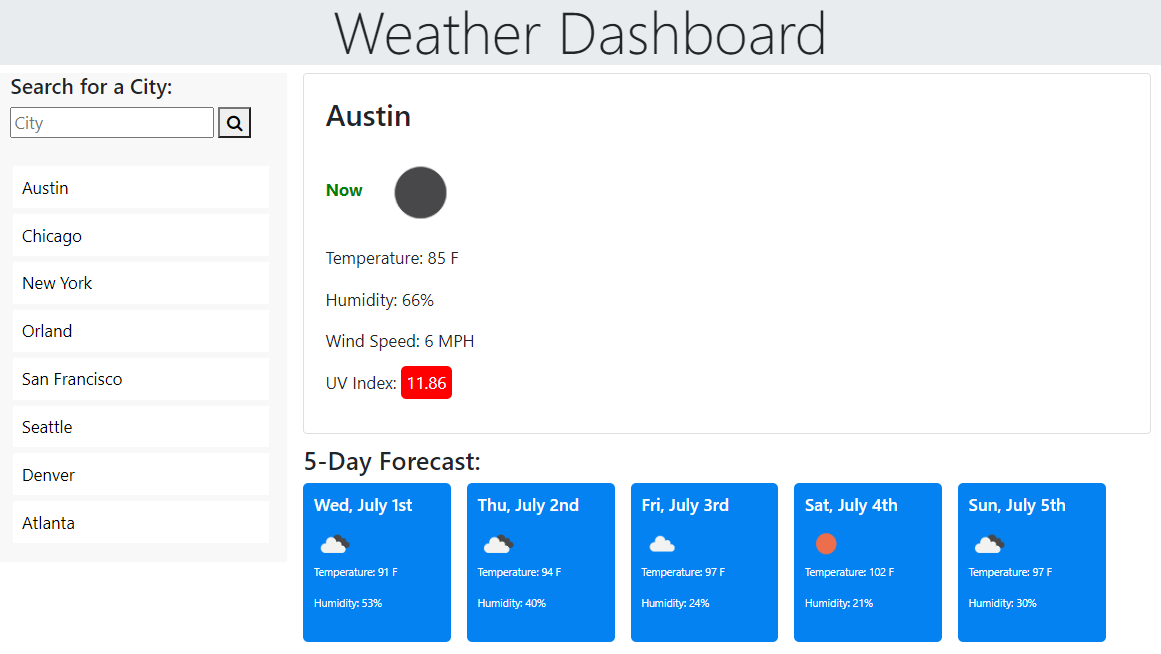 Weather Dashboard
Search for a City:
City
Austin
Chicago
New York
Orland
San Francisco
Seattle
Denver
Atlanta
Austin
Now
Temperature: 85 F
Humidity: 66%
Wind Speed: 6 MPH
UV Index: 11.86
5-Day Forecast:
Wed, July 1st
Temperature: 91 F
Humidity: 53%
Thu, July 2nd
Temperature: 94 F
Humidity: 40%
Fri, July 3rd
Temperature: 97 F
Humidity: 24%
Sat, July 4th
Temperature: 102 F
Humidity: 21%
Sun, July 5th
Temperature: 97 F
Humidity: 30%